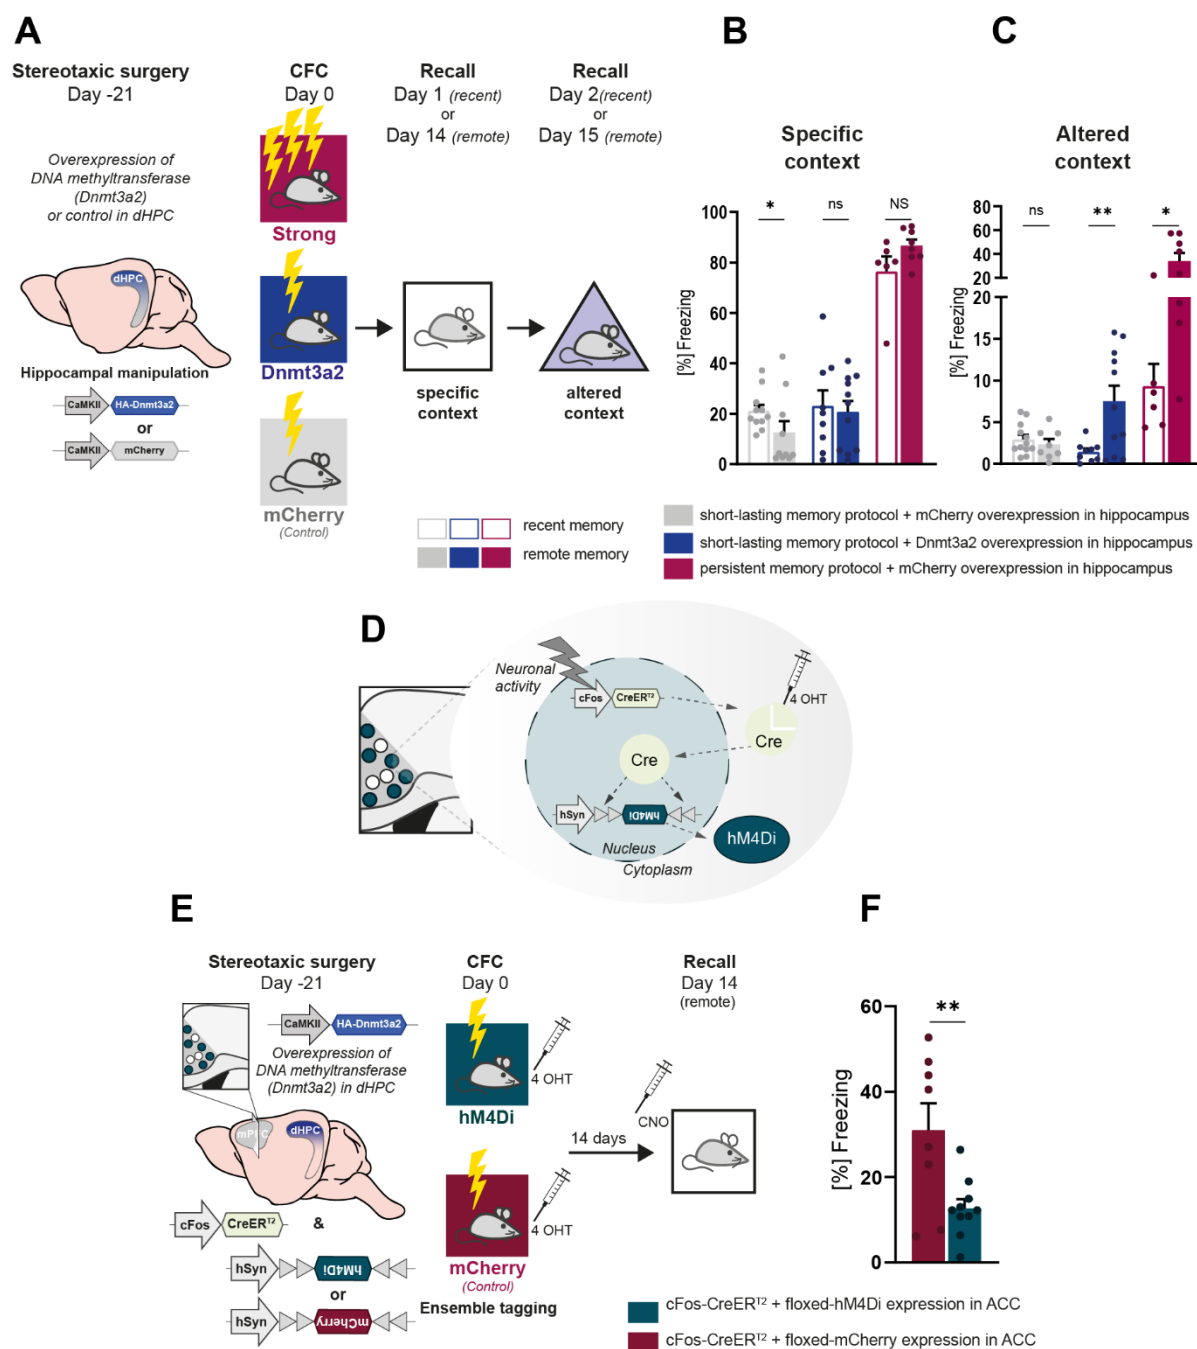 A
Stereotaxic surgery
Day -21
CFC
Day 0
Recall
Day 1 (recent)
or
Day 14 (remote)
Recall
Day 2(recent)
or
Day 15 (remote)
Overexpression of
DNA methyltransferase
(Dnmt3a2)
or control in dHPC
dHPC
Hippocampal manipulation
CaMKII HA-Dnmt3a2
or
CaMKII mCherry
Strong
Dnmt3a2
mCherry
(Control)
specific
context
altered
context
B
Specific
context
[%] Freezing
100
80
60
40
20
0
*
ns
NS
C
Altered
context
[%] Freezing
80
60
40
20
20
15
10
5
0
ns
**
*
recent memory
remote memory
short-lasting memory protocol + mCherry overexpression in hippocampus
short-lasting memory protocol + Dnmt3a2 overexpression in hippocampus
persistent memory protocol + mCherry overexpression in hippocampus
D
Neuronal
activity
cFos CreERT2
4 OHT
Cre
Cre
hSyn hM4Di
hM4Di
Nucleus
Cytoplasm
E
Stereotaxic surgery
Day -21
CaMKII HA-Dnmt3a2
Overexpression of
DNA methyltransferase
(Dnmt3a2) in dHPC
mPFC
dHPC
cFos CreERT2 &
hSyn hM4Di
or
hSyn mCherry
CFC
Day 0
4 OHT
hM4Di
4 OHT
mCherry
(Control)
Ensemble tagging
14 days
CNO
Recall
Day 14
(remote)
F
[%] Freezing
60
40
20
0
**
cFos-CreERT2 + floxed-hM4Di expression in ACC
cFos-CreERT2 + floxed-mCherry expression in ACC